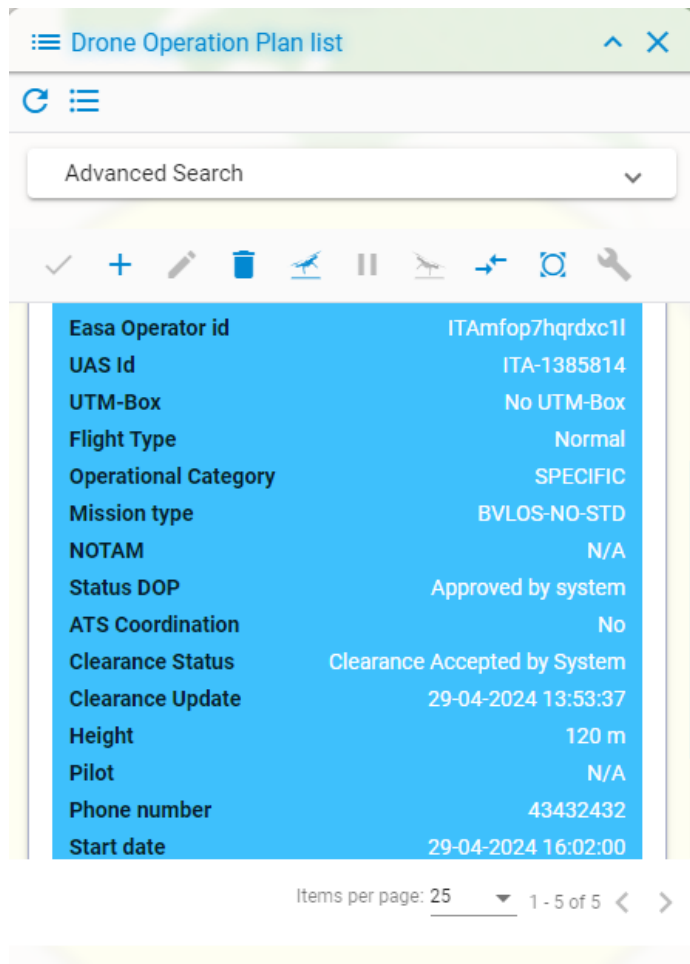 Drone Operation Plan list
Advanced Search
Easa Operator id ITAmfop7hqrdxc1l
UAS Id ITA-1385814
UTM-Box No UTM-Box
Flight Type Normal
Operational Category SPECIFIC
Mission type BVLOS-NO-STD
NOTAM N/A
Status DOP Approved by system
ATS Coordination No
Clearance Status Clearance Accepted by System
Clearance Update 29-04-2024 13:53:37
Height 120 m
Pilot N/A
Phone number 43432432
Start date 29-04-2024 16:02:00
Items per page: 25 1 - 5 of 5